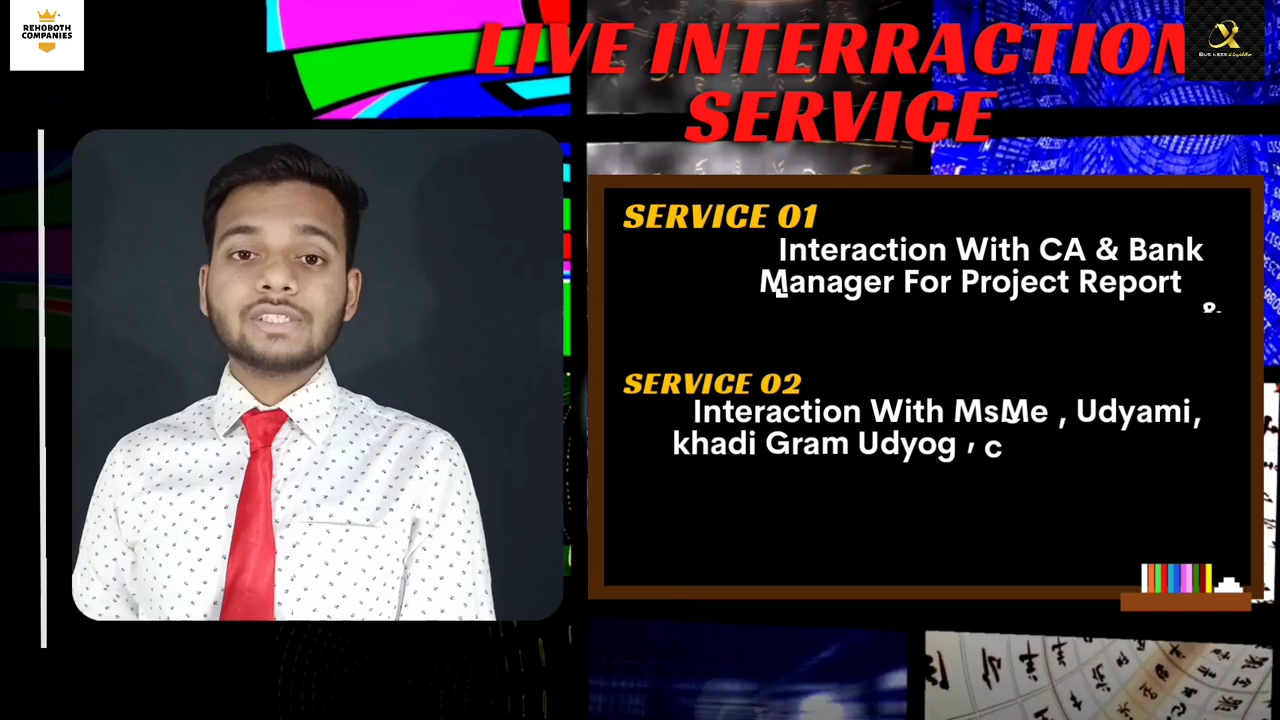 REHOBOTH
COMPANIES
LIVE INTERRACTION
SERVICE
SERVICE 01
Interaction With CA & Bank
Manager For Project Report
SERVICE 02
Interaction With MsMe , Udyami,
khadi Gram Udyog ,